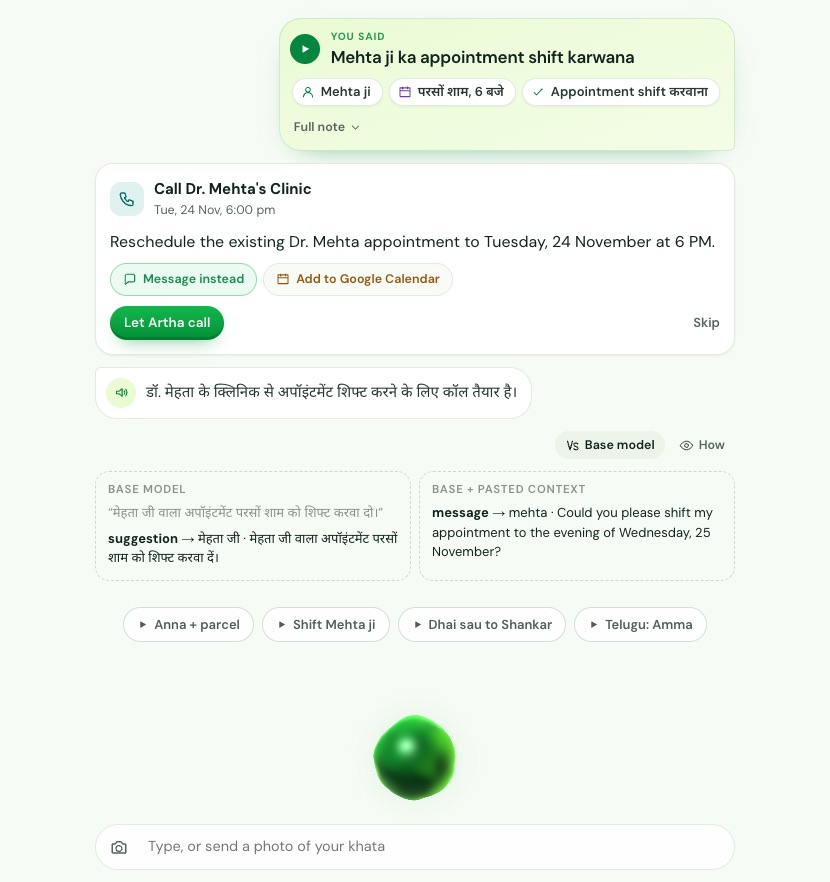 YOU SAID
Mehta ji ka appointment shift karwana
Mehta ji
परसों शाम, 6 बजे
Appointment shift करवाना
Full note
Call Dr. Mehta's Clinic
Tue, 24 Nov, 6:00 pm
Reschedule the existing Dr. Mehta appointment to Tuesday, 24 November at 6 PM.
Message instead
Add to Google Calendar
Let Artha call
Skip
डॉ. मेहता के क्लिनिक से अपॉइंटमेंट शिफ्ट करने के लिए कॉल तैयार है।
VS Base model
How
BASE MODEL
“मेहता जी वाला अपॉइंटमेंट परसों शाम को शिफ्ट करवा दो।”
suggestion → मेहता जी · मेहता जी वाला अपॉइंटमेंट परसों
शाम को शिफ्ट करवा दें।
BASE + PASTED CONTEXT
message → mehta · Could you please shift my
appointment to the evening of Wednesday, 25
November?
Anna + parcel
Shift Mehta ji
Dhai sau to Shankar
Telugu: Amma
Type, or send a photo of your khata